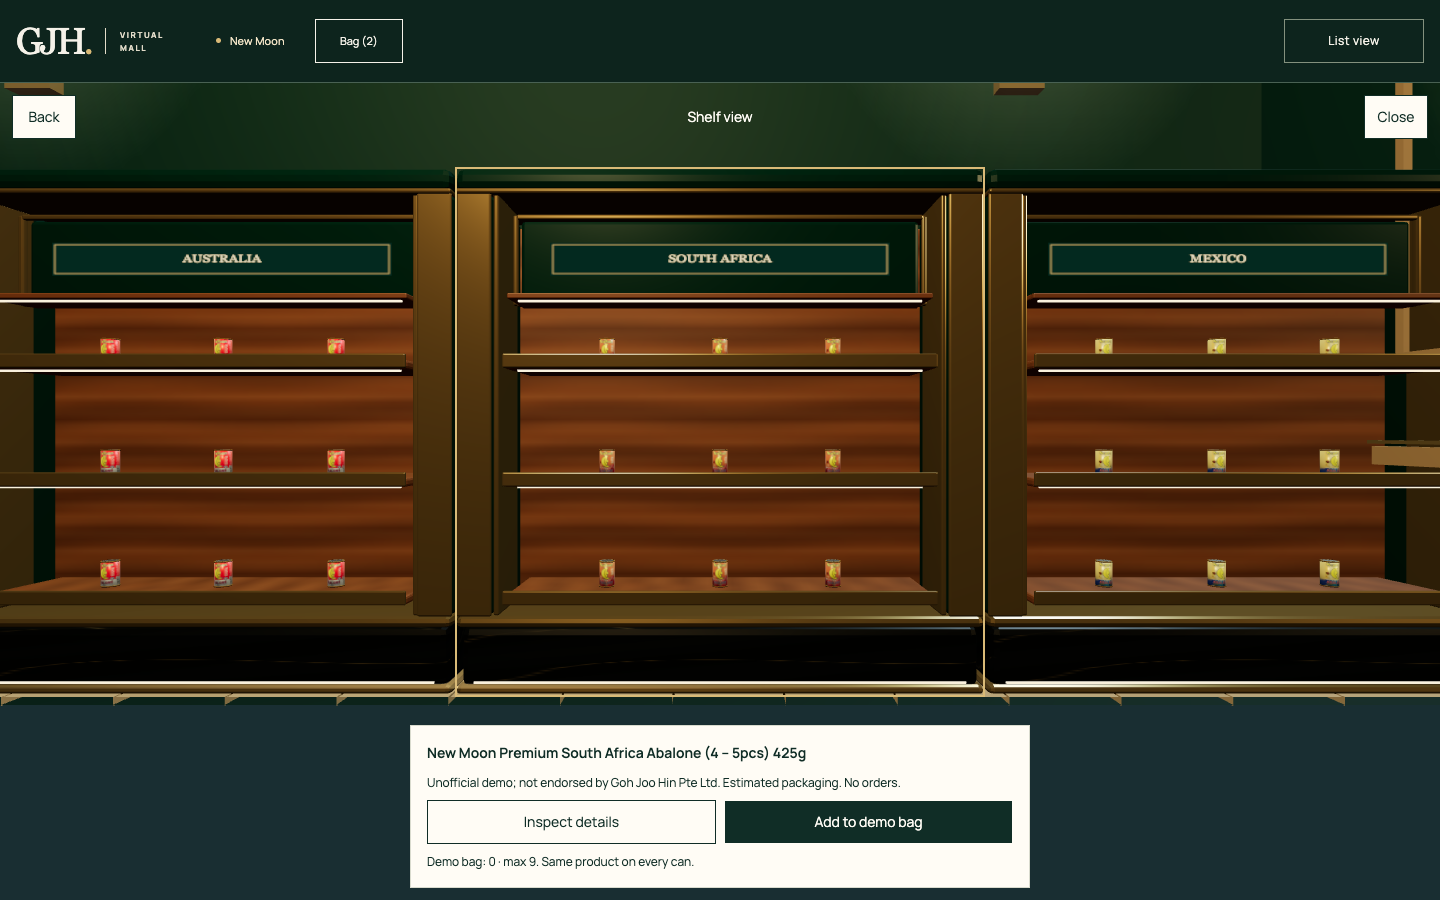 GJH.
VIRTUAL
MALL
New Moon
Bag (2)
List view
Back
Shelf view
Close
AUSTRALIA
SOUTH AFRICA
MEXICO
New Moon Premium South Africa Abalone (4 – 5pcs) 425g
Unofficial demo; not endorsed by Goh Joo Hin Pte Ltd. Estimated packaging. No orders.
Inspect details
Add to demo bag
Demo bag: 0 · max 9. Same product on every can.